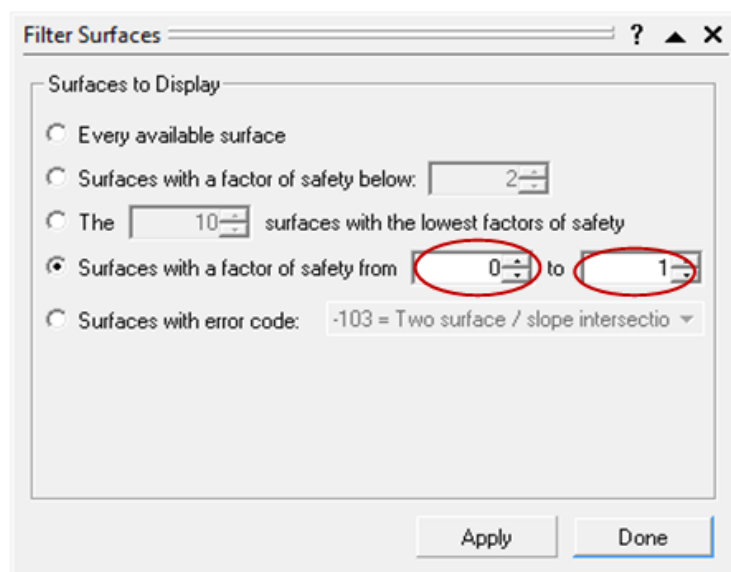 Filter Surfaces ?
Surfaces to Display
Every available surface
Surfaces with a factor of safety below: 2
The 10 surfaces with the lowest factors of safety
Surfaces with a factor of safety from 0 to 1
Surfaces with error code: -103 = Two surface / slope intersectio
Apply Done